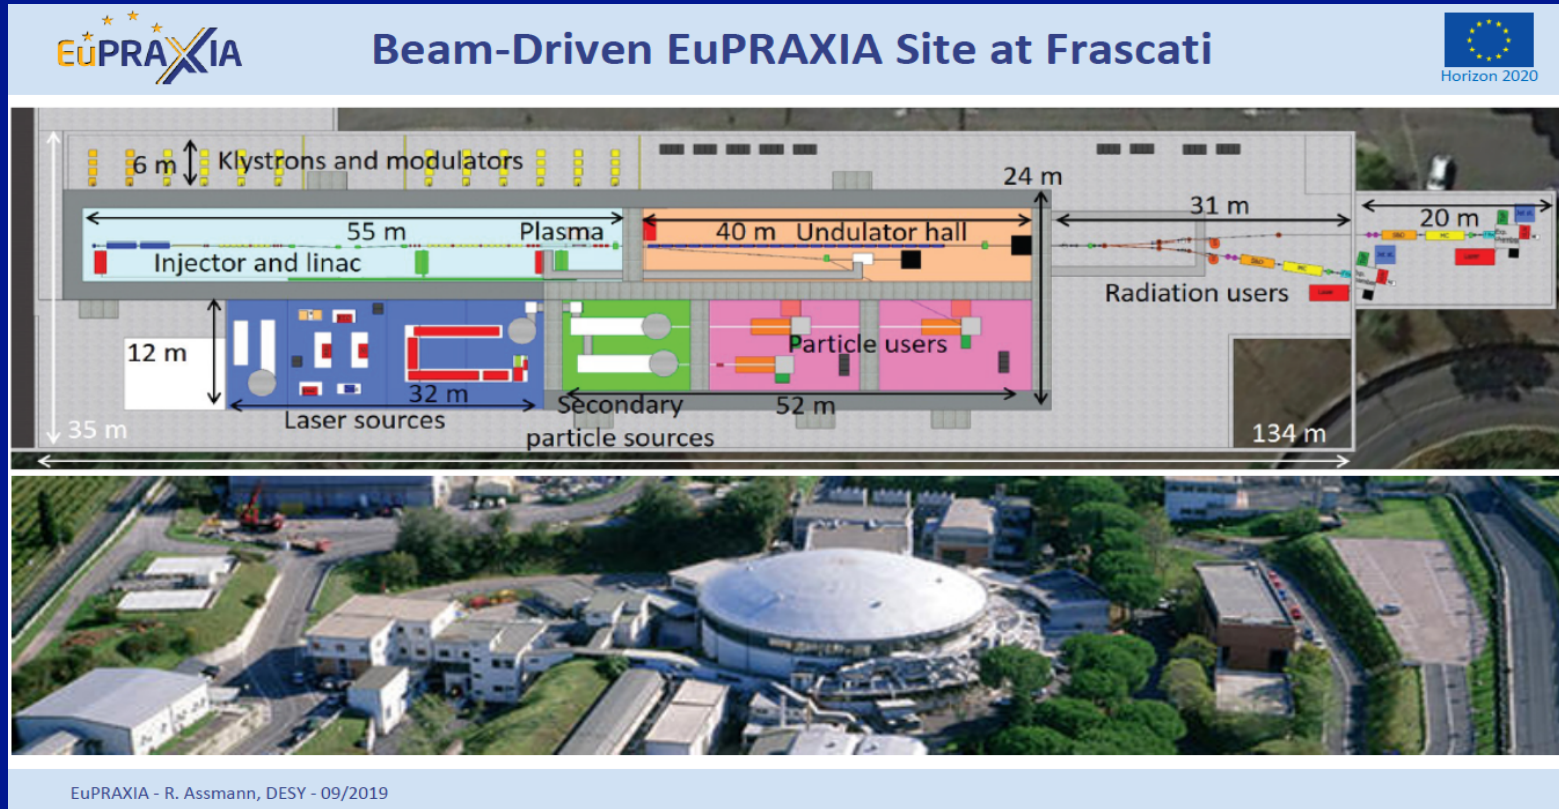 EuPRAXIA
Beam-Driven EuPRAXIA Site at Frascati
Horizon 2020
6 m
Klystrons and modulators
24 m
55 m
Plasma
40 m
Undulator hall
31 m
20 m
Injector and linac
Radiation users
12 m
Particle users
32 m
Laser sources
Secondary
particle sources
52 m
35 m
134 m
EuPRAXIA - R. Assmann, DESY - 09/2019